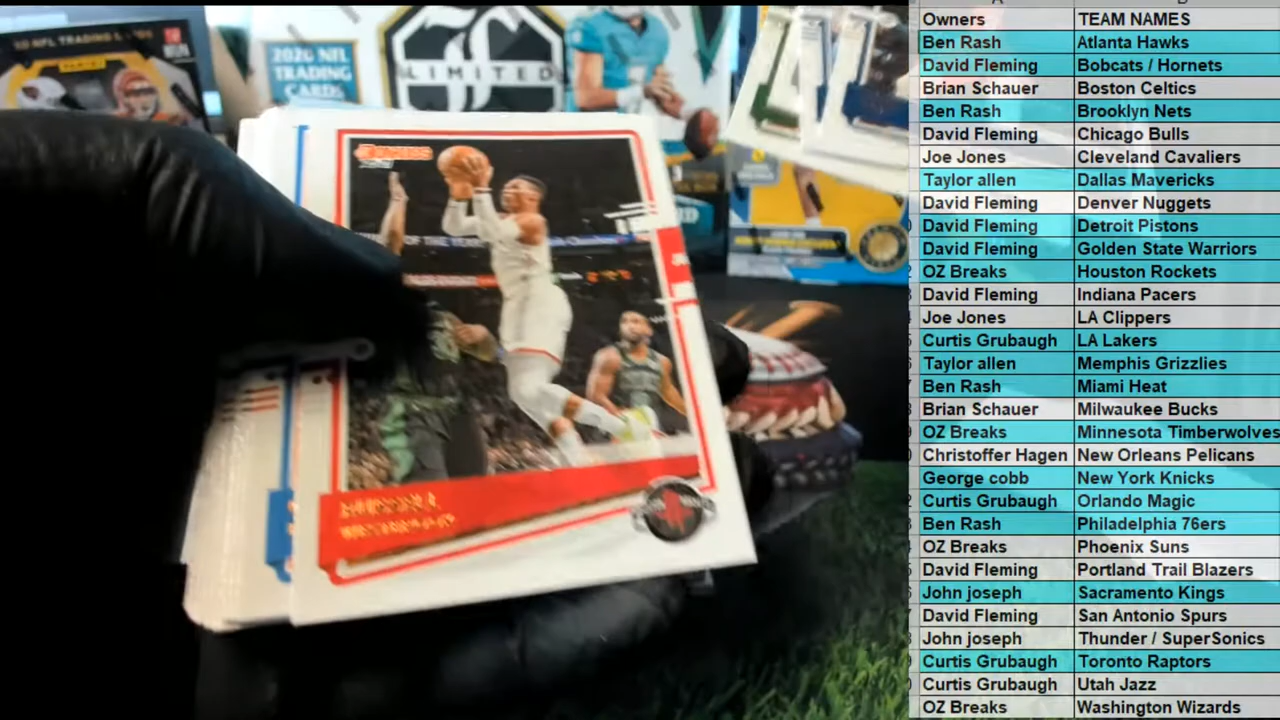 10 NFL TRADING
PANINI
2020 NFL
TRADING
CARDS
LIMITED
DONRUSS
Owners TEAM NAMES
Ben Rash Atlanta Hawks
David Fleming Bobcats / Hornets
Brian Schauer Boston Celtics
Ben Rash Brooklyn Nets
David Fleming Chicago Bulls
Joe Jones Cleveland Cavaliers
Taylor allen Dallas Mavericks
David Fleming Denver Nuggets
David Fleming Detroit Pistons
David Fleming Golden State Warriors
OZ Breaks Houston Rockets
David Fleming Indiana Pacers
Joe Jones LA Clippers
Curtis Grubaugh LA Lakers
Taylor allen Memphis Grizzlies
Ben Rash Miami Heat
Brian Schauer Milwaukee Bucks
OZ Breaks Minnesota Timberwolves
Christoffer Hagen New Orleans Pelicans
George cobb New York Knicks
Curtis Grubaugh Orlando Magic
Ben Rash Philadelphia 76ers
OZ Breaks Phoenix Suns
David Fleming Portland Trail Blazers
John joseph Sacramento Kings
David Fleming San Antonio Spurs
John joseph Thunder / SuperSonics
Curtis Grubaugh Toronto Raptors
Curtis Grubaugh Utah Jazz
OZ Breaks Washington Wizards